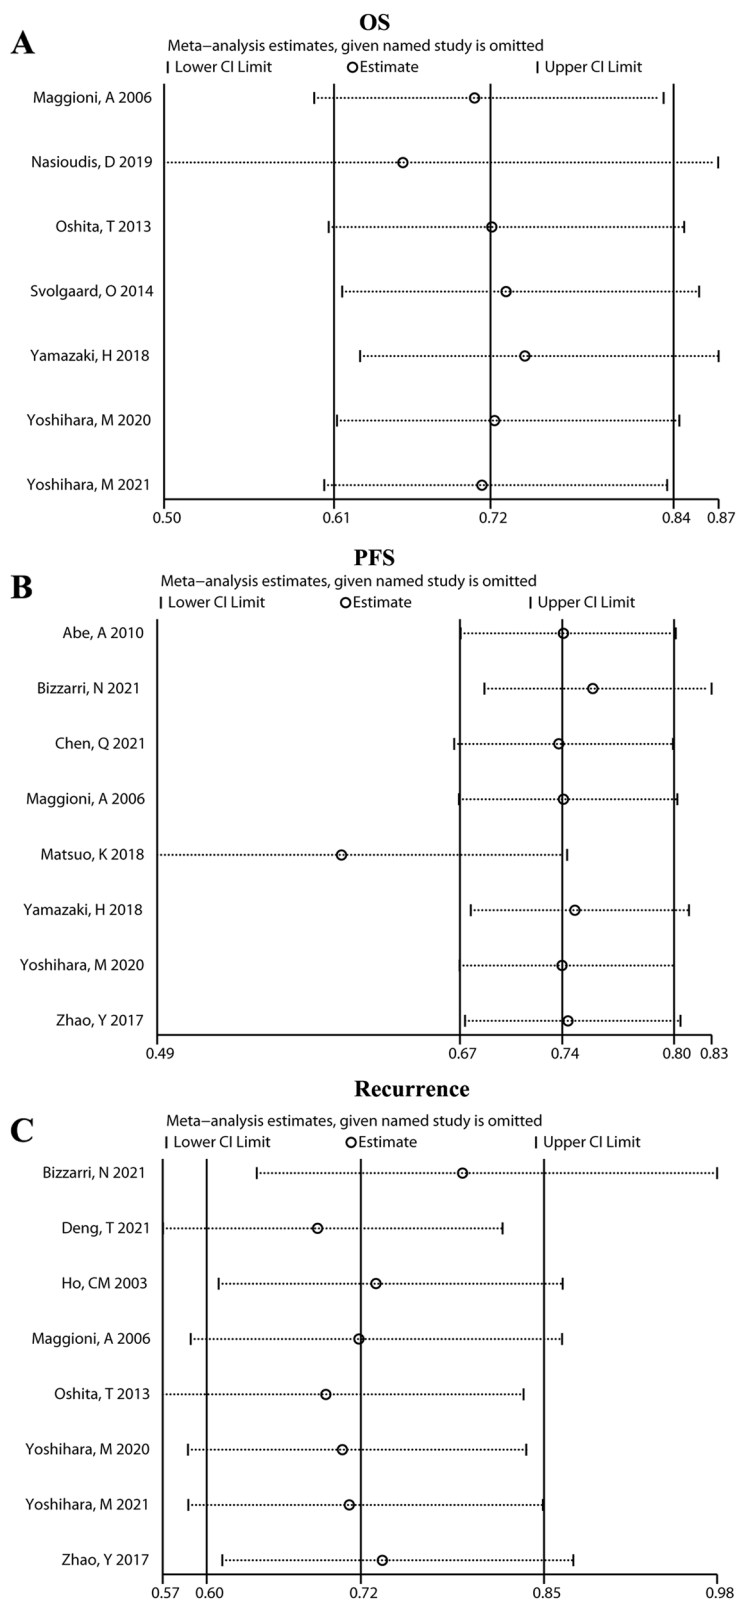 OS
A
Meta−analysis estimates, given named study is omitted
Lower CI Limit Estimate Upper CI Limit
Maggioni, A 2006
Nasioudis, D 2019
Oshita, T 2013
Svolgaard, O 2014
Yamazaki, H 2018
Yoshihara, M 2020
Yoshihara, M 2021
0.50 0.61 0.72 0.84 0.87
PFS
B
Meta−analysis estimates, given named study is omitted
Lower CI Limit Estimate Upper CI Limit
Abe, A 2010
Bizzarri, N 2021
Chen, Q 2021
Maggioni, A 2006
Matsuo, K 2018
Yamazaki, H 2018
Yoshihara, M 2020
Zhao, Y 2017
0.49 0.67 0.74 0.80 0.83
Recurrence
C
Meta−analysis estimates, given named study is omitted
Lower CI Limit Estimate Upper CI Limit
Bizzarri, N 2021
Deng, T 2021
Ho, CM 2003
Maggioni, A 2006
Oshita, T 2013
Yoshihara, M 2020
Yoshihara, M 2021
Zhao, Y 2017
0.57 0.60 0.72 0.85 0.98